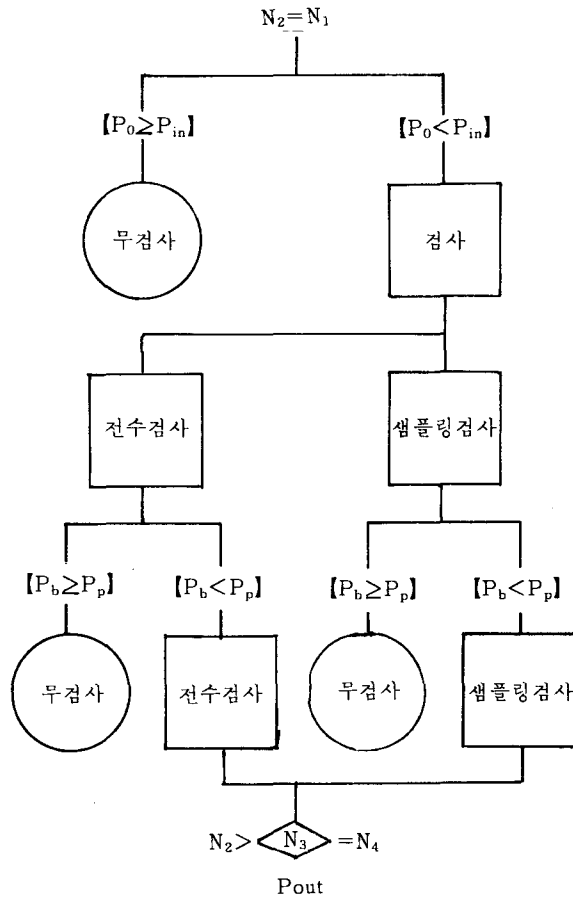 N₂=N₁
【P₀≥Pᵢₙ】 【P₀<Pᵢₙ】
무검사 검사
전수검사 샘플링검사
【P_b≥P_p】 【P_b<P_p】 【P_b≥P_p】 【P_b<P_p】
무검사 전수검사 무검사 샘플링검사
N₂> N₃ =N₄
Pout